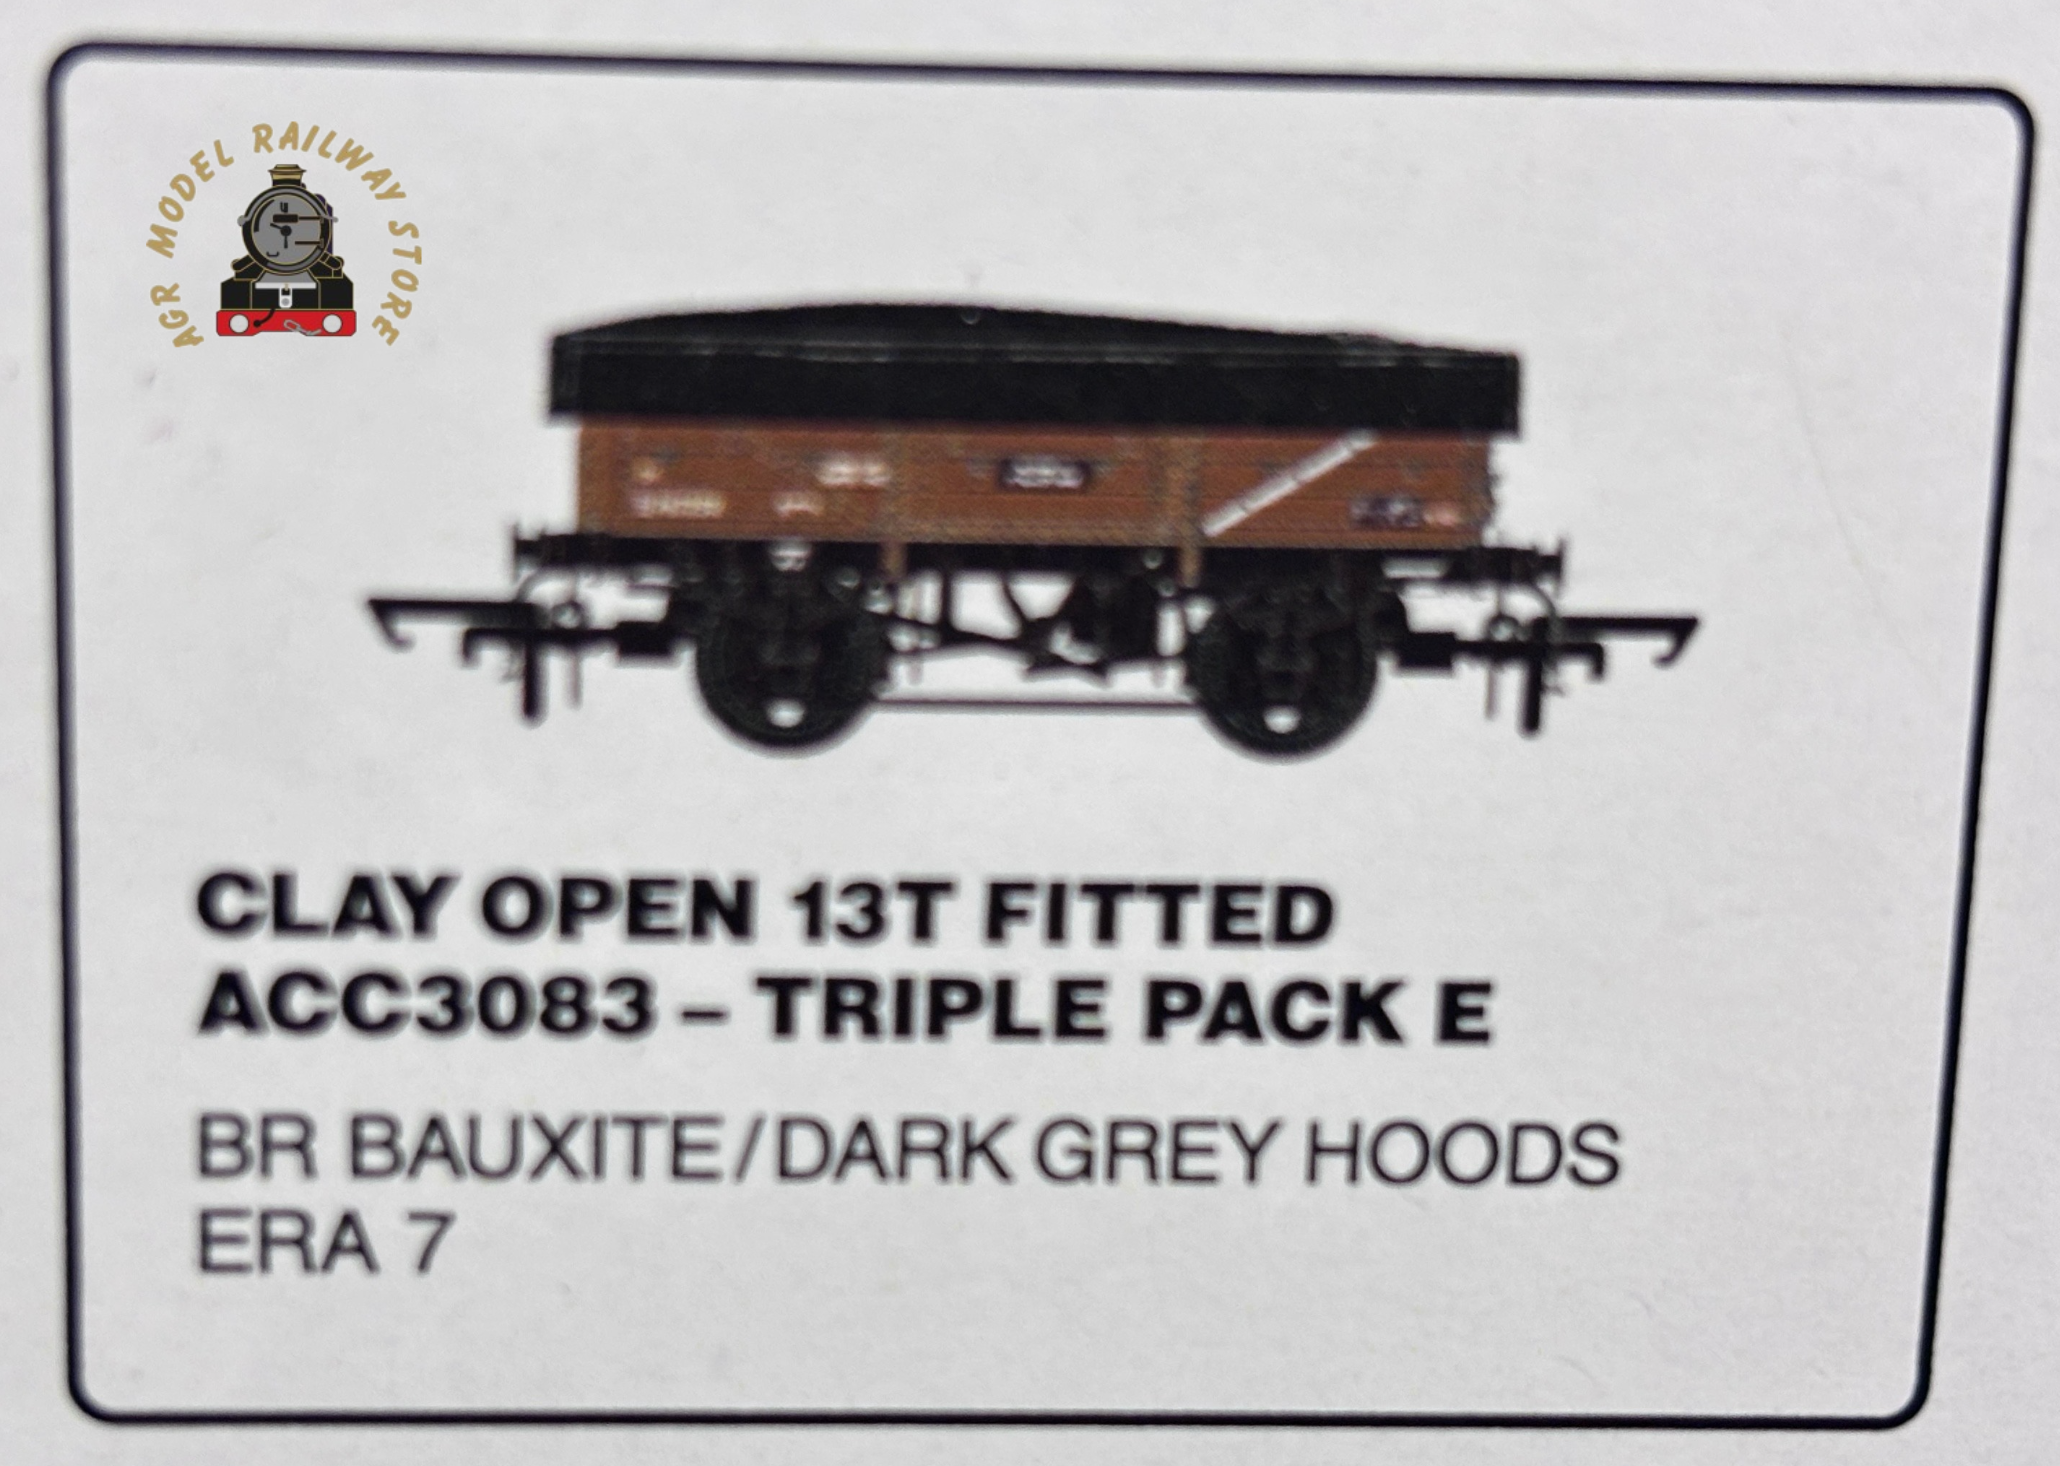 AGR MODEL RAILWAY STORE
CLAY OPEN 13T FITTED
ACC3083 – TRIPLE PACK E
BR BAUXITE/DARK GREY HOODS
ERA 7